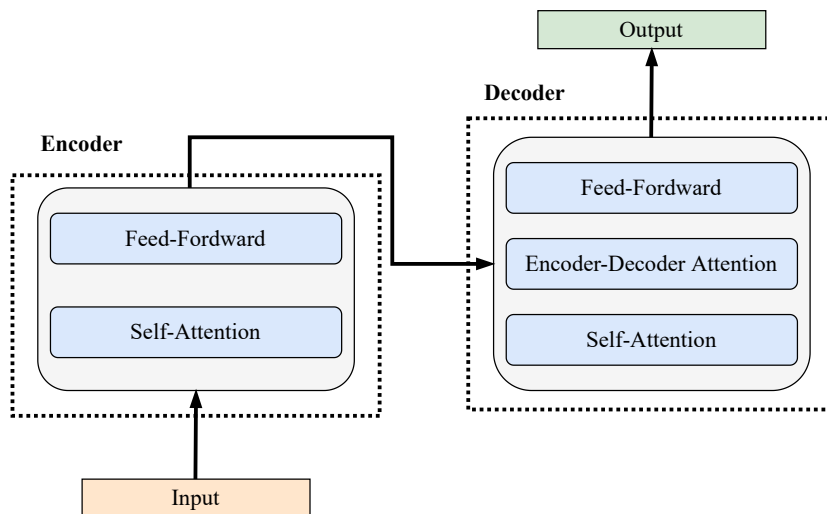 Output
Decoder
Encoder
Feed-Fordward
Feed-Fordward
Encoder-Decoder Attention
Self-Attention
Self-Attention
Input